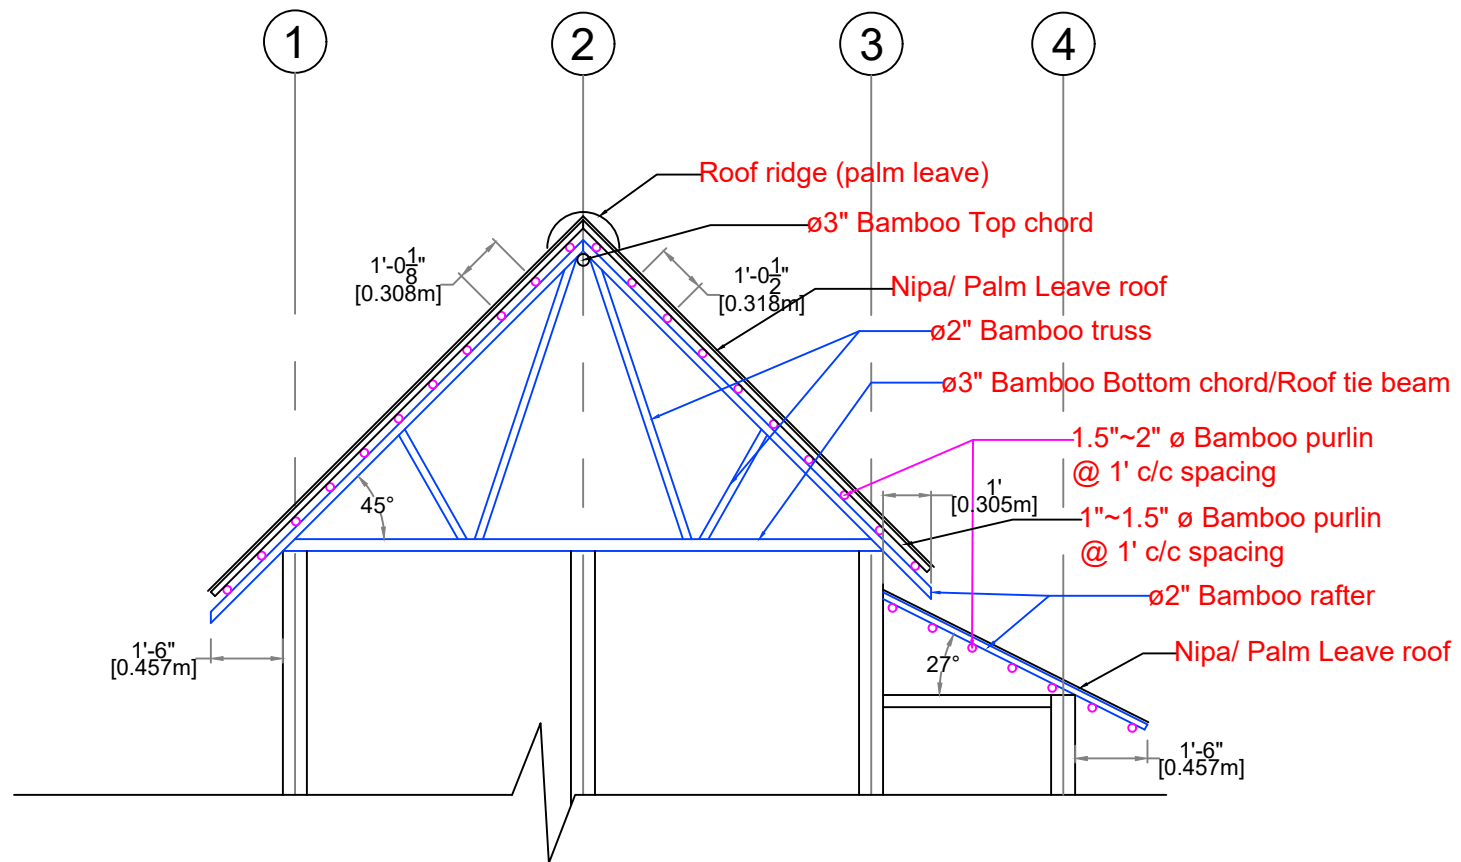 1
2
3
4
Roof ridge (palm leave)
ø3" Bamboo Top chord
1'-0 1/8"
[0.308m]
1'-0 1/2"
[0.318m]
Nipa/ Palm Leave roof
ø2" Bamboo truss
ø3" Bamboo Bottom chord/Roof tie beam
1.5"~2" ø Bamboo purlin
@ 1' c/c spacing
1'
[0.305m]
45°
1"~1.5" ø Bamboo purlin
@ 1' c/c spacing
ø2" Bamboo rafter
Nipa/ Palm Leave roof
27°
1'-6"
[0.457m]
1'-6"
[0.457m]